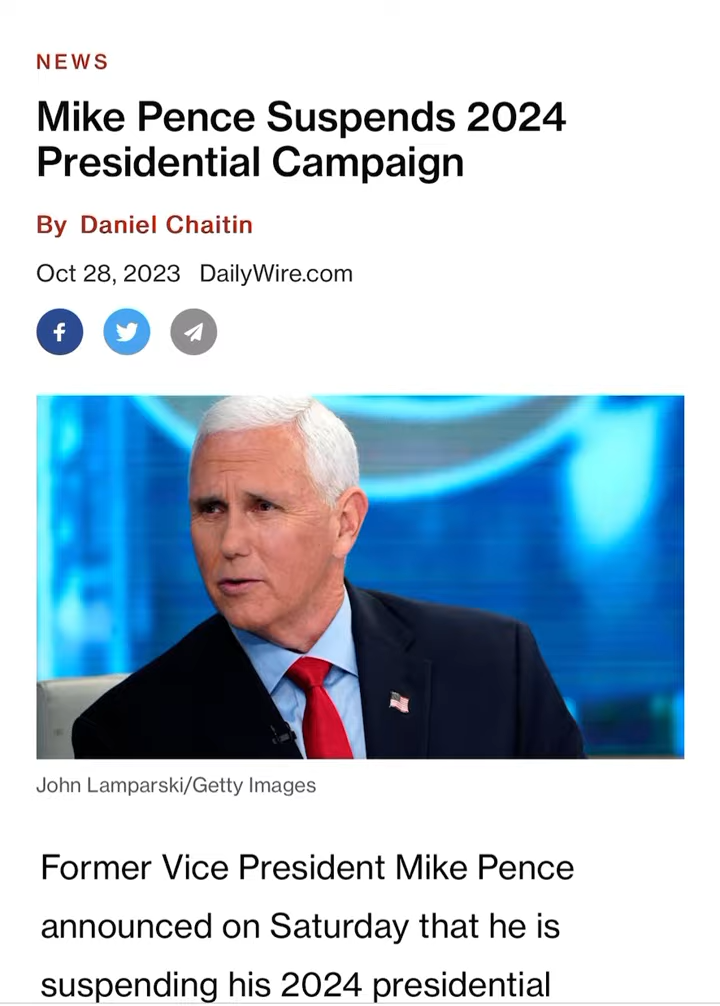 NEWS
Mike Pence Suspends 2024
Presidential Campaign
By Daniel Chaitin
Oct 28, 2023 DailyWire.com
John Lamparski/Getty Images
Former Vice President Mike Pence
announced on Saturday that he is
suspending his 2024 presidential